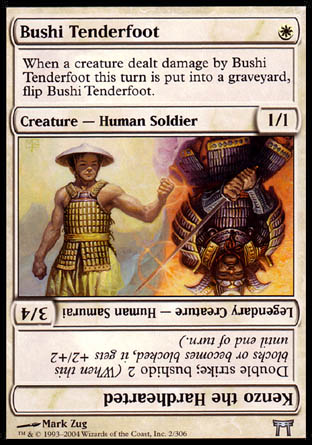 Bushi Tenderfoot
When a creature dealt damage by Bushi
Tenderfoot this turn is put into a graveyard,
flip Bushi Tenderfoot.
Creature — Human Soldier 1/1
Kenzo the Hardhearted
Double strike; bushido 2 (When this
blocks or becomes blocked, it gets +2/+2
until end of turn.)
Legendary Creature — Human Samurai 3/4
Mark Zug
™ & © 1993–2004 Wizards of the Coast, Inc. 2/306